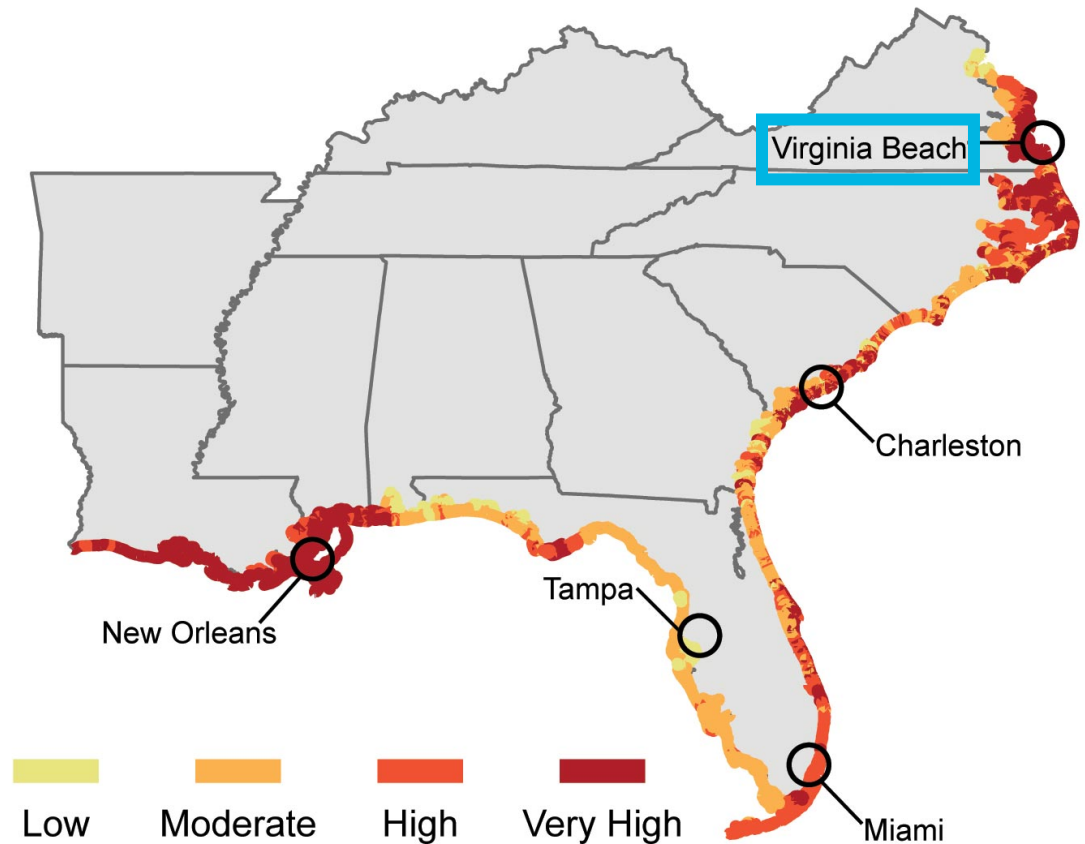 Virginia Beach
Charleston
Tampa
New Orleans
Miami
Low
Moderate
High
Very High